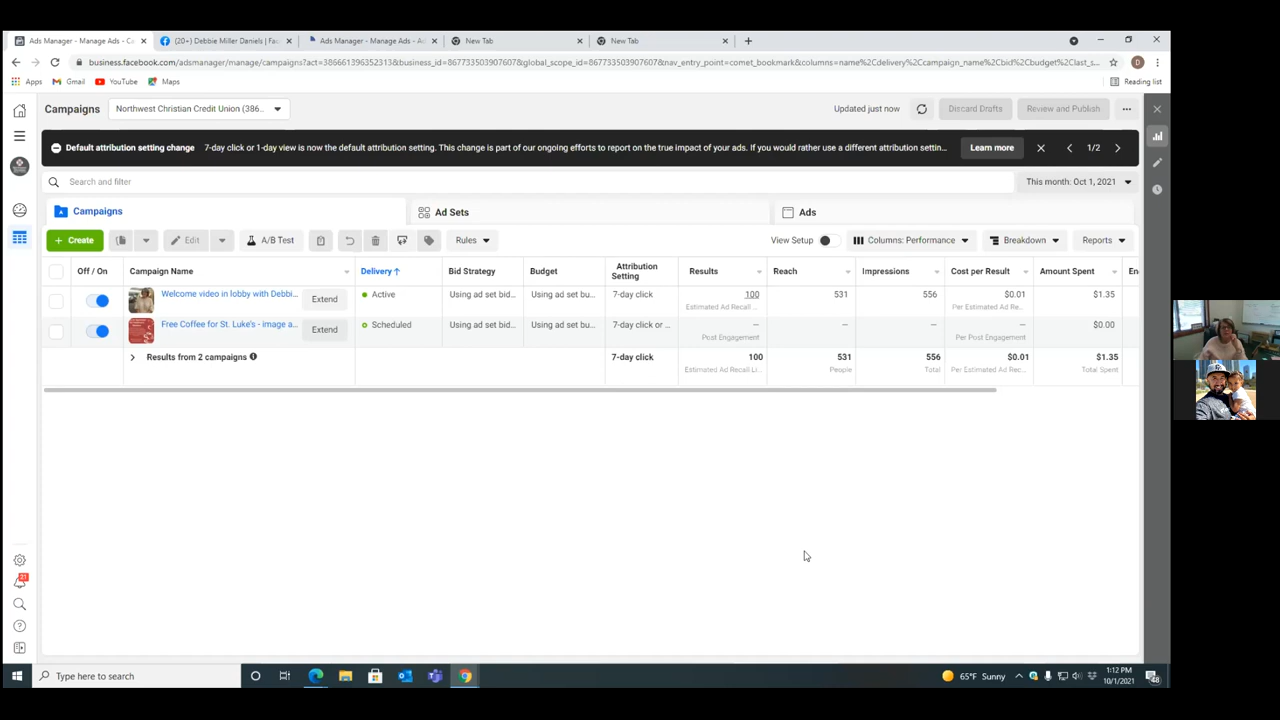 Ads Manager - Manage Ads - Ca
(20+) Debbie Miller Daniels | Fac
Ads Manager - Manage Ads - Ad
New Tab
New Tab
business.facebook.com/adsmanager/manage/campaigns?act=386661396352313&business_id=867733503907607&global_scope_id=867733503907607&nav_entry_point=comet_bookmark&columns=name%2Cdelivery%2Ccampaign_name%2Cbid%2Cbudget%2Clast_s...
D
Apps
Gmail
YouTube
Maps
Reading list
Campaigns
Northwest Christian Credit Union (386...
Updated just now
Discard Drafts
Review and Publish
Default attribution setting change
7-day click or 1-day view is now the default attribution setting. This change is part of our ongoing efforts to report on the true impact of your ads. If you would rather use a different attribution settin...
Learn more
1/2
Search and filter
This month: Oct 1, 2021
Campaigns
Ad Sets
Ads
+ Create
Edit
A/B Test
Rules
View Setup
Columns: Performance
Breakdown
Reports
Off / On
Campaign Name
Delivery ↑
Bid Strategy
Budget
Attribution Setting
Results
Reach
Impressions
Cost per Result
Amount Spent
En
Welcome video in lobby with Debbi...
Extend
Active
Using ad set bid...
Using ad set bu...
7-day click
100
531
556
$0.01
$1.35
Estimated Ad Recall ...
Per Estimated Ad Re...
Free Coffee for St. Luke's - image a...
Extend
Scheduled
Using ad set bid...
Using ad set bu...
7-day click or ...
—
—
—
—
$0.00
Post Engagement
Per Post Engagement
Results from 2 campaigns
7-day click
100
531
556
$0.01
$1.35
Estimated Ad Recall Li...
People
Total
Per Estimated Ad Rec...
Total Spent
21
Type here to search
65°F Sunny
1:12 PM
10/1/2021
48